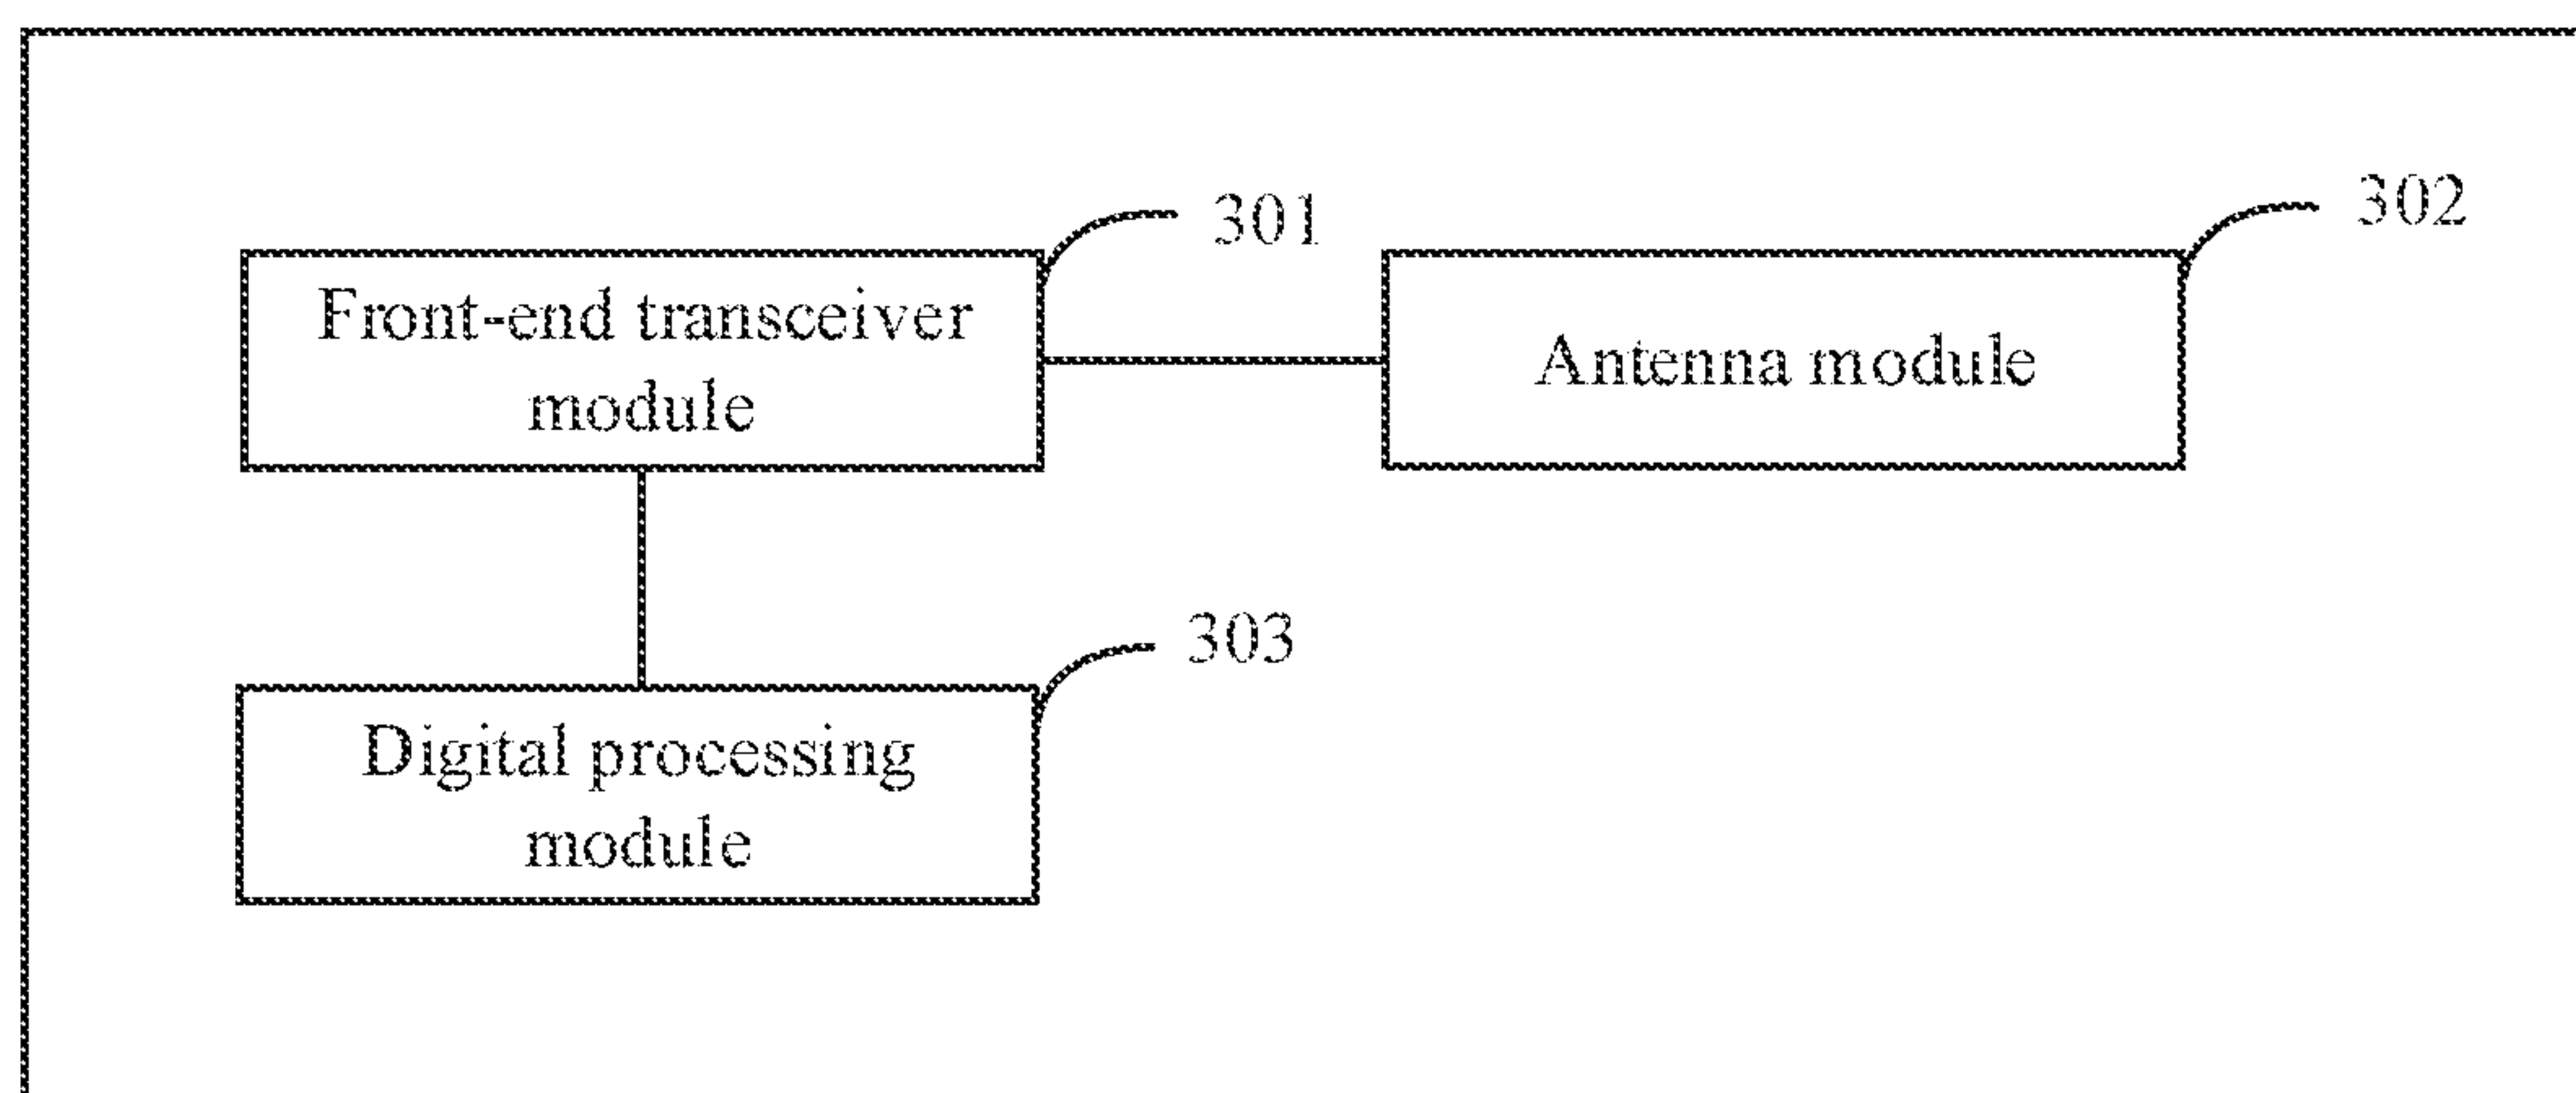 301
302
Front-end transceiver
module
Antenna module
303
Digital processing
module